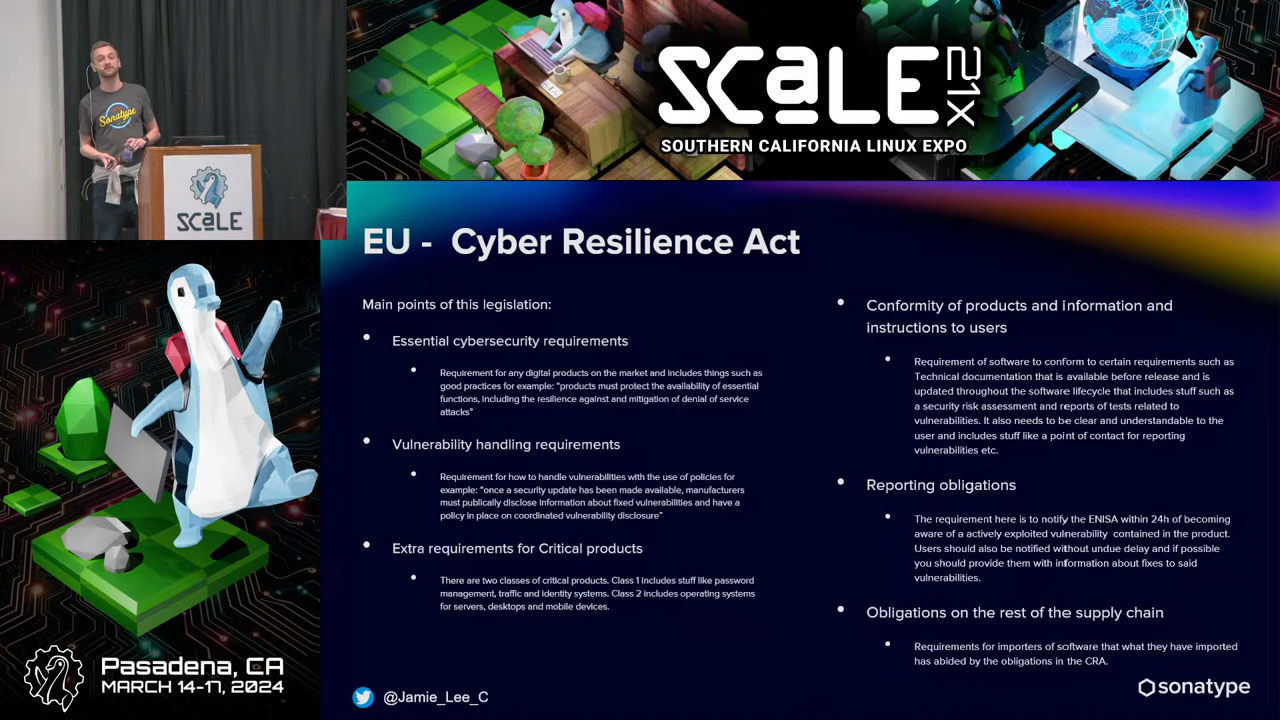 Sonatype
SCaLE
SCaLE 21x
SOUTHERN CALIFORNIA LINUX EXPO
EU - Cyber Resilience Act
Main points of this legislation:
Essential cybersecurity requirements
Requirement for any digital products on the market and includes things such as
good practices for example: “products must protect the availability of essential
functions, including the resilience against and mitigation of denial of service
attacks”
Vulnerability handling requirements
Requirement for how to handle vulnerabilities with the use of policies for
example: “once a security update has been made available, manufacturers
must publically disclose information about fixed vulnerabilities and have a
policy in place on coordinated vulnerability disclosure”
Extra requirements for Critical products
There are two classes of critical products. Class 1 includes stuff like password
management, traffic and identity systems. Class 2 includes operating systems
for servers, desktops and mobile devices.
Conformity of products and information and
instructions to users
Requirement of software to conform to certain requirements such as
Technical documentation that is available before release and is
updated throughout the software lifecycle that includes stuff such as
a security risk assessment and reports of tests related to
vulnerabilities. It also needs to be clear and understandable to the
user and includes stuff like a point of contact for reporting
vulnerabilities etc.
Reporting obligations
The requirement here is to notify the ENISA within 24h of becoming
aware of a actively exploited vulnerability contained in the product.
Users should also be notified without undue delay and if possible
you should provide them with information about fixes to said
vulnerabilities.
Obligations on the rest of the supply chain
Requirements for importers of software that what they have imported
has abided by the obligations in the CRA.
@Jamie_Lee_C
sonatype
Pasadena, CA
MARCH 14-17, 2024